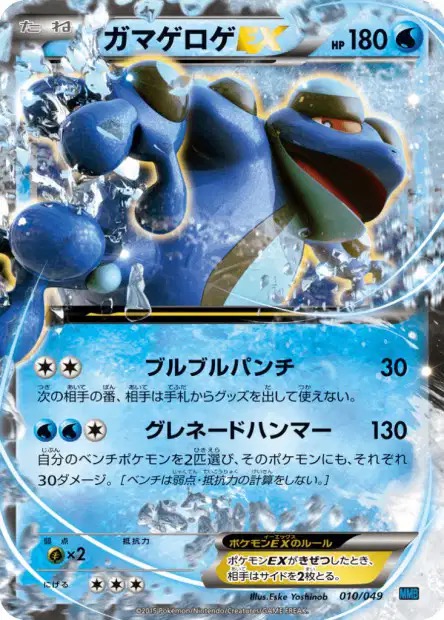 たね ガマゲロゲEX HP180
ブルブルパンチ 30
次の相手の番、相手は手札からグッズを出して使えない。
グレネードハンマー 130
自分のベンチポケモンを2匹選び、そのポケモンにも、それぞれ
30ダメージ。［ベンチは弱点・抵抗力の計算をしない。］
弱点 抵抗力
×2
にげる
ポケモンEXのルール
ポケモンEXがきぜつしたとき、
相手はサイドを2枚とる。
Illus.Eske Yoshinob 010/049 MMB
©2015 Pokémon/Nintendo/Creatures/GAME FREAK.